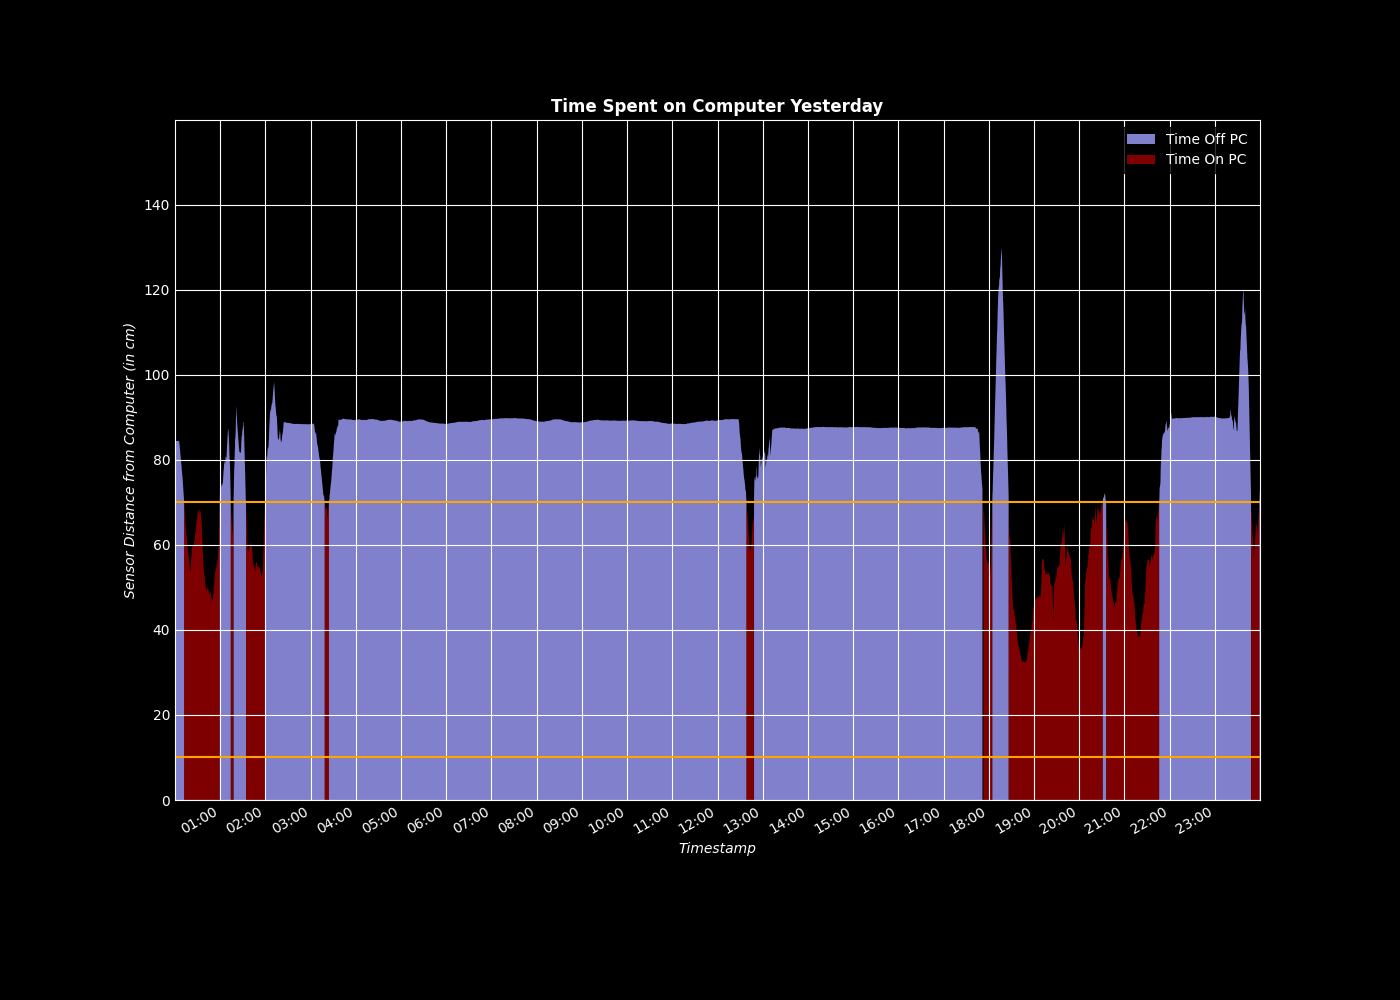 Time Spent on Computer Yesterday
Time Off PC
Time On PC
Sensor Distance from Computer (in cm)
140
120
100
80
60
40
20
0
01:00 02:00 03:00 04:00 05:00 06:00 07:00 08:00 09:00 10:00 11:00 12:00 13:00 14:00 15:00 16:00 17:00 18:00 19:00 20:00 21:00 22:00 23:00
Timestamp